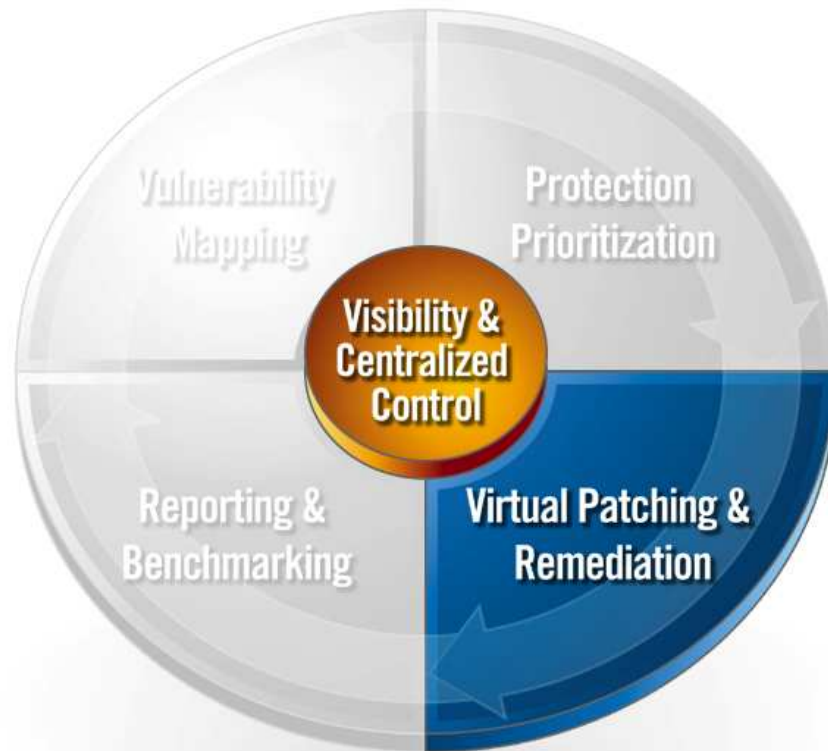 Vulnerability
Mapping
Protection
Prioritization
Visibility &
Centralized
Control
Reporting &
Benchmarking
Virtual Patching &
Remediation